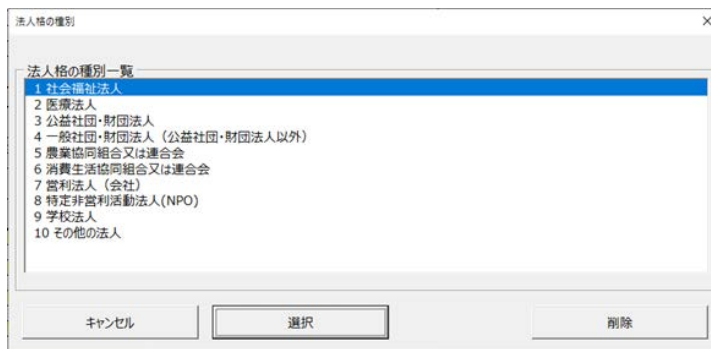 法人格の種別
×
法人格の種別一覧
1 社会福祉法人
2 医療法人
3 公益社団・財団法人
4 一般社団・財団法人（公益社団・財団法人以外）
5 農業協同組合又は連合会
6 消費生活協同組合又は連合会
7 営利法人（会社）
8 特定非営利活動法人(NPO)
9 学校法人
10 その他の法人
キャンセル 選択 削除